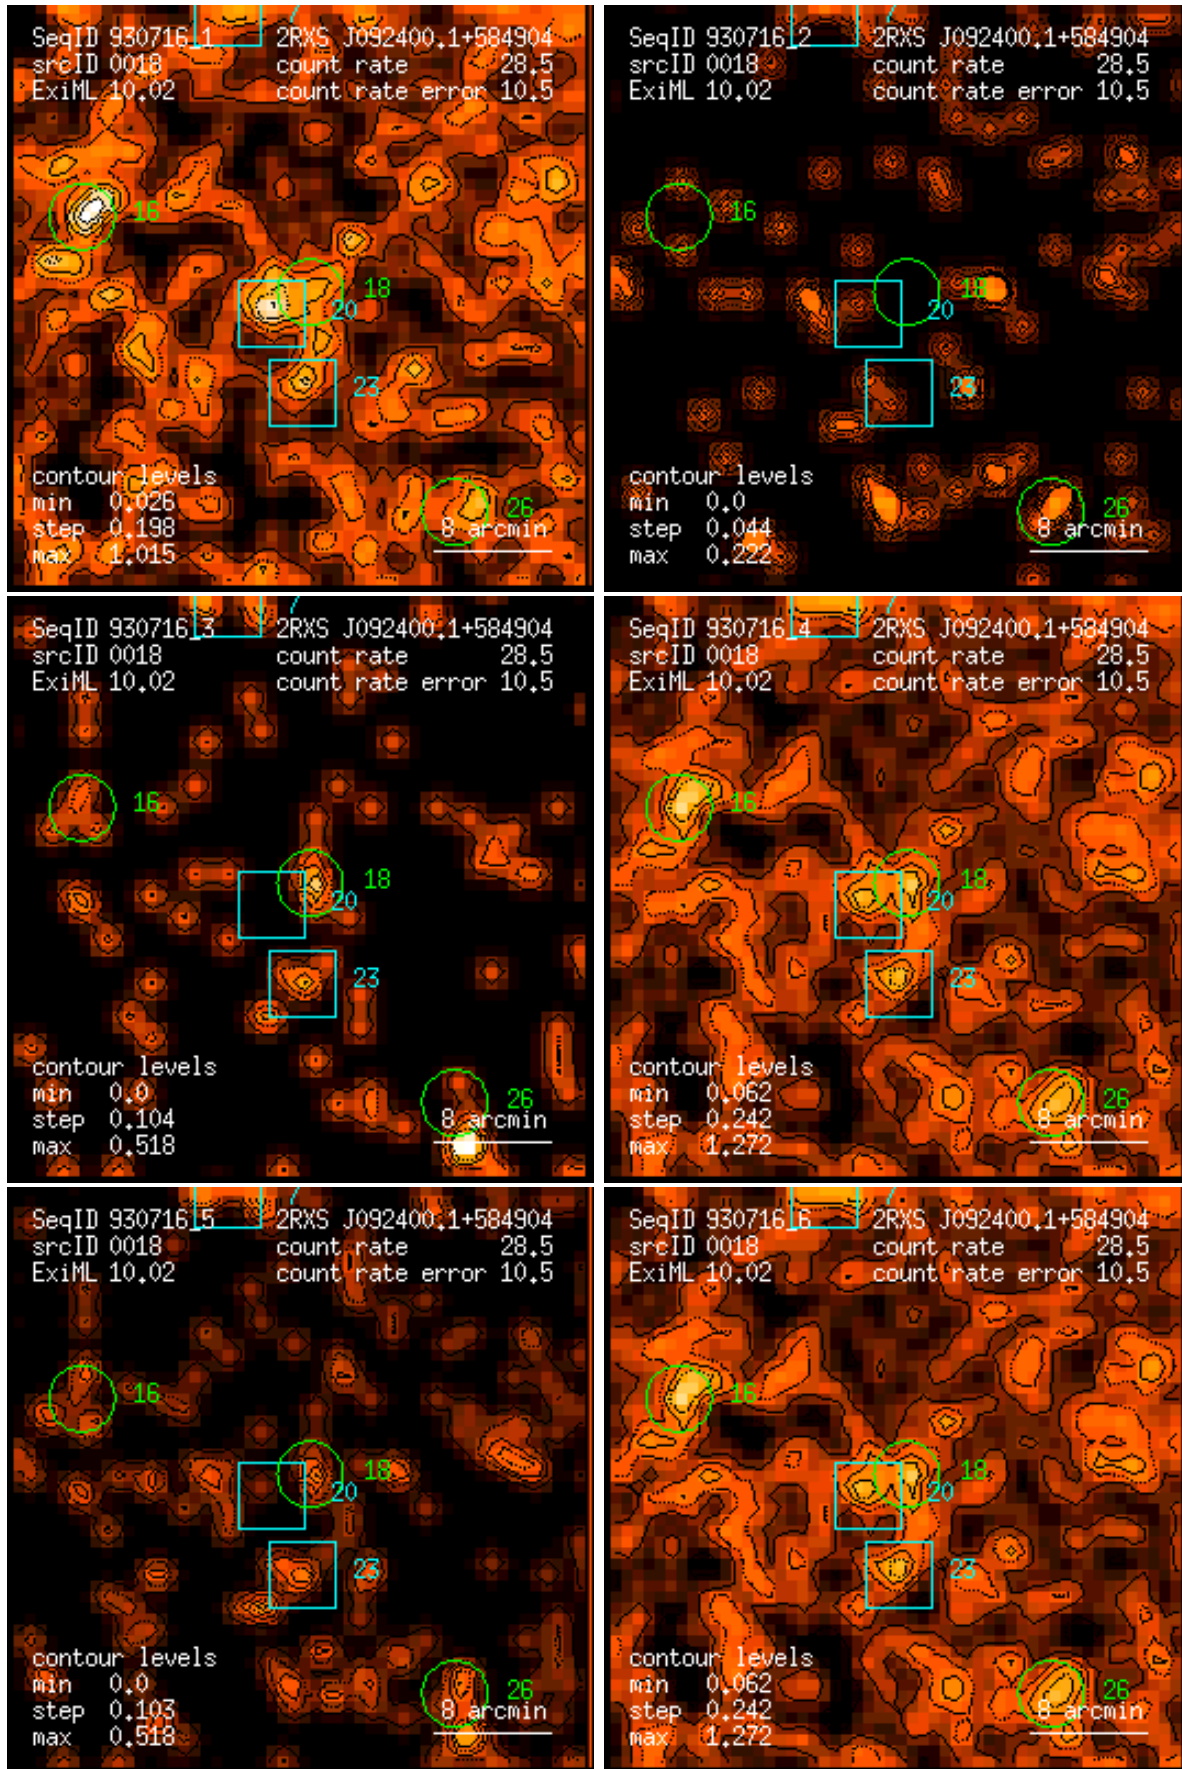 7
SeqID 930716_1 2RXS J092400.1+584904
srcID 0018 count rate 28.5
ExiML 10.02 count rate error 10.5
16
18
20
23
contour levels
min 0.026
26
step 0.198 8 arcmin
max 1.015
7
SeqID 930716_2 2RXS J092400.1+584904
srcID 0018 count rate 28.5
ExiML 10.02 count rate error 10.5
16
18
20
23
contour levels
min 0.0
26
step 0.044 8 arcmin
max 0.222
7
SeqID 930716_3 2RXS J092400.1+584904
srcID 0018 count rate 28.5
ExiML 10.02 count rate error 10.5
16
18
20
23
contour levels
min 0.0
26
step 0.104 8 arcmin
max 0.518
7
SeqID 930716_4 2RXS J092400.1+584904
srcID 0018 count rate 28.5
ExiML 10.02 count rate error 10.5
16
18
20
23
contour levels
min 0.062
26
step 0.242 8 arcmin
max 1.272
7
SeqID 930716_5 2RXS J092400.1+584904
srcID 0018 count rate 28.5
ExiML 10.02 count rate error 10.5
16
18
20
23
contour levels
min 0.0
26
step 0.103 8 arcmin
max 0.518
7
SeqID 930716_6 2RXS J092400.1+584904
srcID 0018 count rate 28.5
ExiML 10.02 count rate error 10.5
16
18
20
23
contour levels
min 0.062
26
step 0.242 8 arcmin
max 1.272